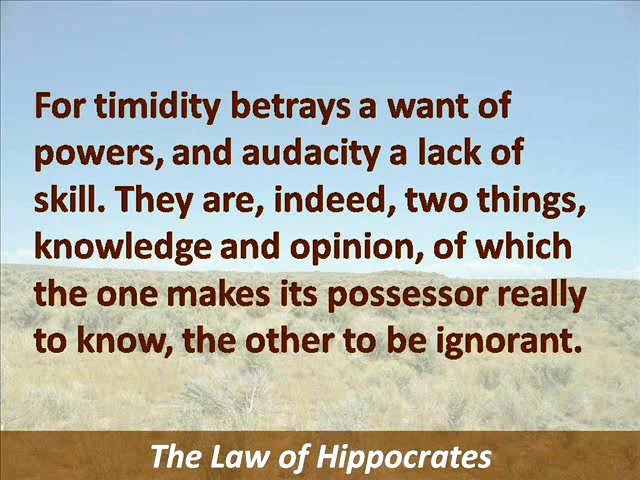 For timidity betrays a want of
powers, and audacity a lack of
skill. They are, indeed, two things,
knowledge and opinion, of which
the one makes its possessor really
to know, the other to be ignorant.
The Law of Hippocrates